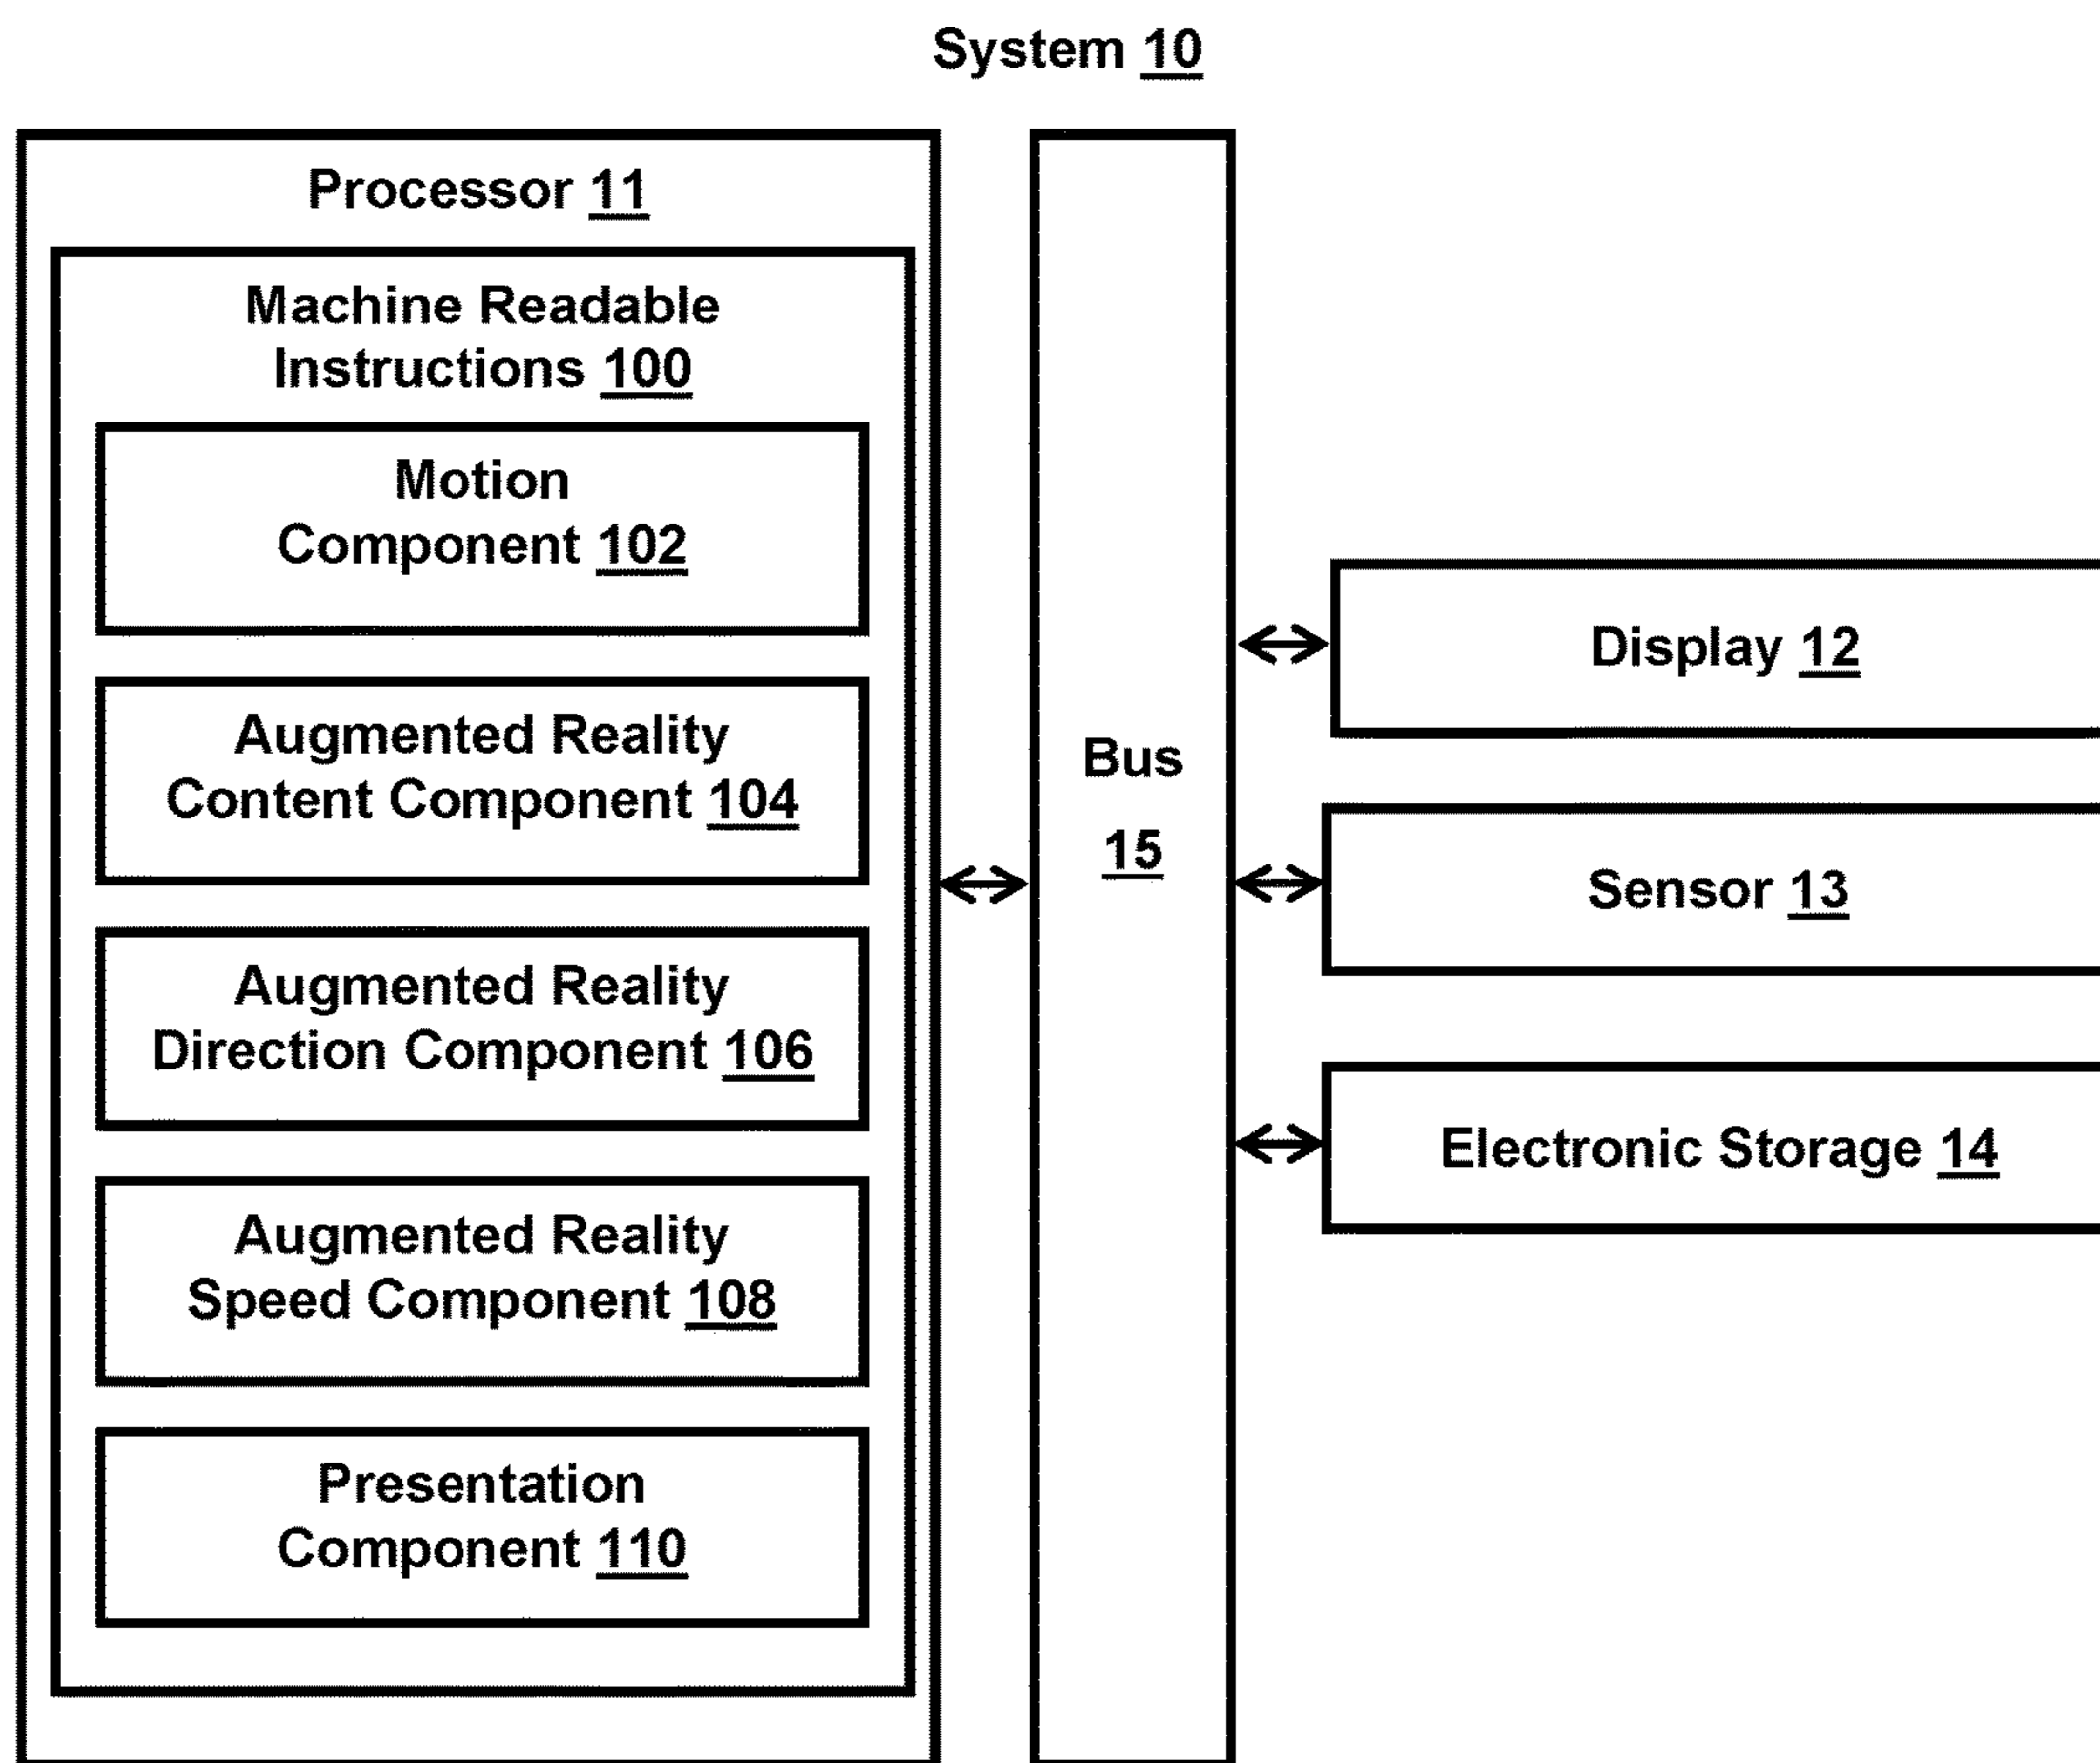 System 10
Processor 11
Machine Readable
Instructions 100
Motion
Component 102
Augmented Reality
Content Component 104
Augmented Reality
Direction Component 106
Augmented Reality
Speed Component 108
Presentation
Component 110
Bus
15
Display 12
Sensor 13
Electronic Storage 14